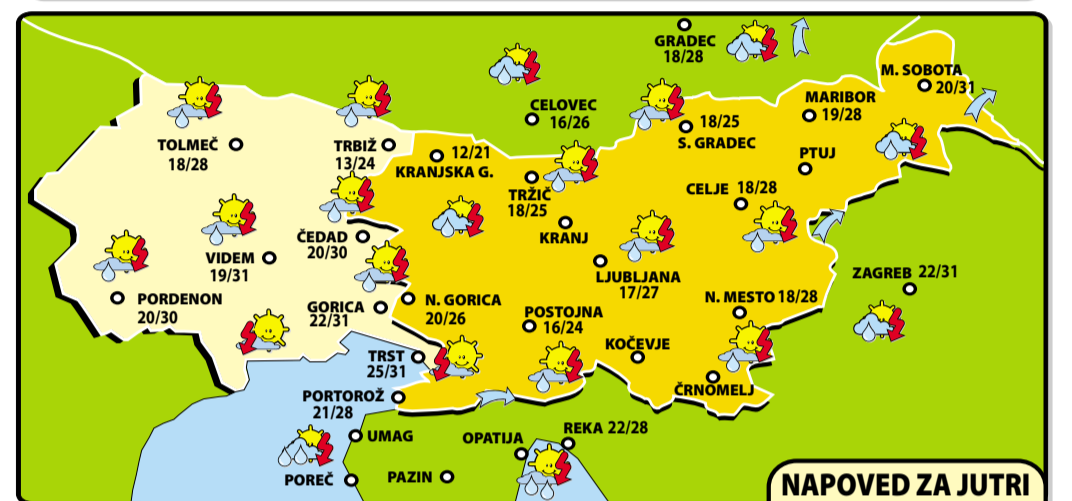 GRADEC
18/28
M. SOBOTA
20/31
CELOVEC
16/26
MARIBOR
19/28
18/25
S. GRADEC
TOLMEČ
18/28
TRBIŽ
13/24
12/21
KRANJSKA G.
PTUJ
TRŽIČ
18/25
CELJE 18/28
KRANJ
ČEDAD
20/30
VIDEM
19/31
LJUBLJANA
17/27
ZAGREB 22/31
PORDENON
20/30
GORICA
22/31
N. GORICA
20/26
POSTOJNA
16/24
N. MESTO 18/28
KOČEVJE
TRST
25/31
ČRNOMELJ
PORTOROŽ
21/28
UMAG
OPATIJA
REKA 22/28
POREČ
PAZIN
NAPOVED ZA JUTRI